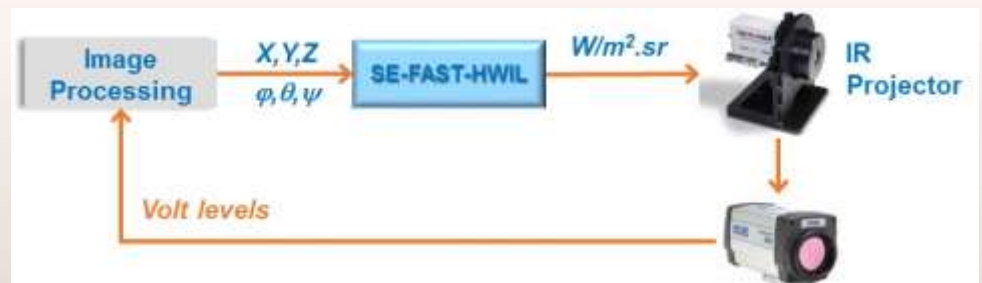 Image
Processing
X,Y,Z
φ,θ,ψ
SE-FAST-HWIL
W/m².sr
IR
Projector
Volt levels